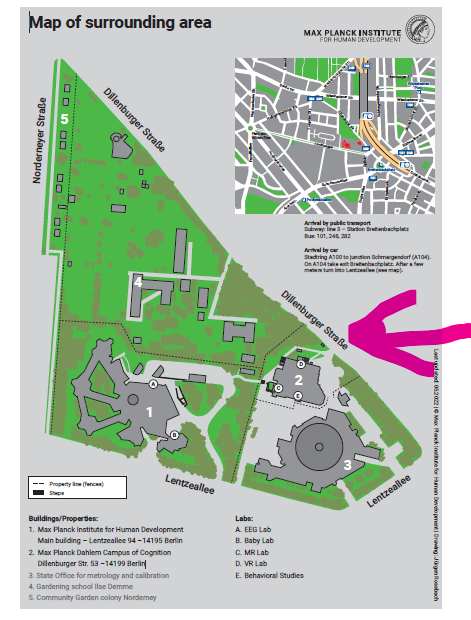 Map of surrounding area
MAX PLANCK INSTITUTE
FOR HUMAN DEVELOPMENT
Norderneyer Straße
Dillenburger Straße
5
4
Arrival by public transport
Subway: line 3 – Station Breitenbachplatz
Bus: 101, 248, 282
Arrival by car
Stadtring A100 to junction Schmargendorf (A104).
On A104 take exit Breitenbachplatz. After a few
meters turn into Lentzeallee (see map).
Dillenburger Straße
1
2
3
A
B
C
D
E
Lentzeallee
Lentzeallee
Property line (fences)
Steps
Buildings/Properties:
1. Max Planck Institute for Human Development
Main building – Lentzeallee 94 –14195 Berlin
2. Max Planck Dahlem Campus of Cognition
Dillenburger Str. 53 –14199 Berlin
3. State Office for metrology and calibration
4. Gardening school Ilse Demme
5. Community Garden colony Norderney
Labs:
A. EEG Lab
B. Baby Lab
C. MR Lab
D. VR Lab
E. Behavioral Studies
Last updated: 05.2022 | © Max Planck Institute for Human Development | Drawing: Jürgen Rossbach